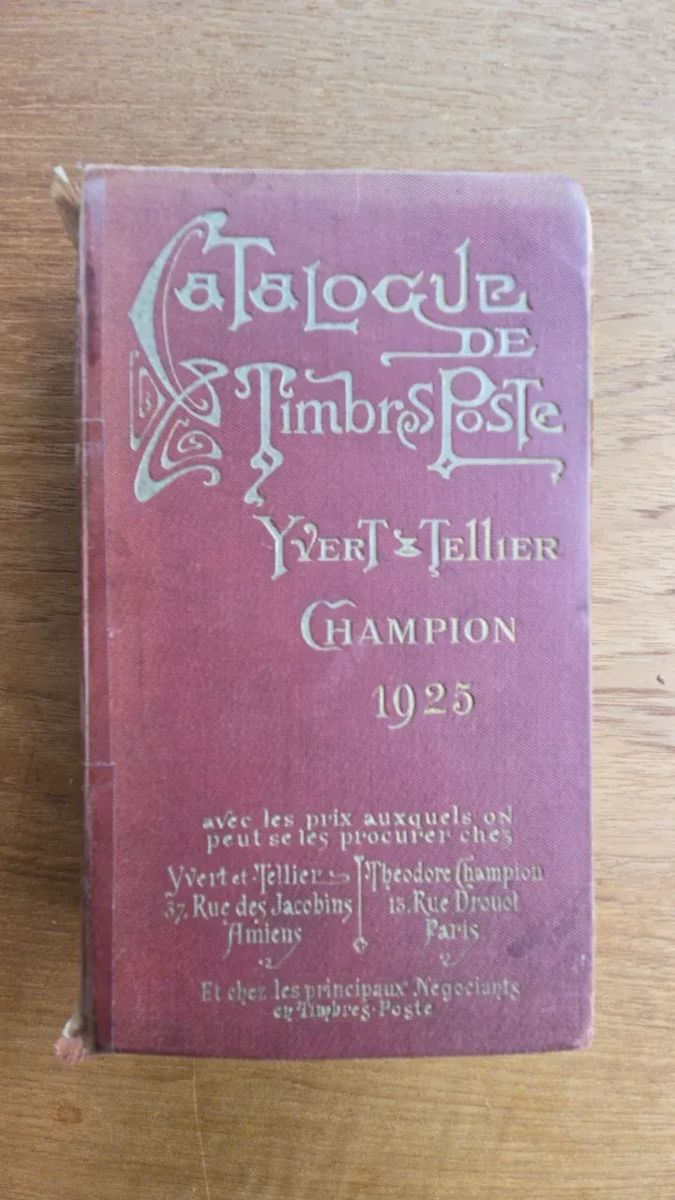 Catalogue
de
Timbres Poste
Yvert & Tellier
Champion
1925
avec les prix auxquels on
peut se les procurer chez
Yvert et Tellier
37, Rue des Jacobins
Amiens
Theodore Champion
13. Rue Drouot
Paris
Et chez les principaux Negociants
en Timbres-Poste